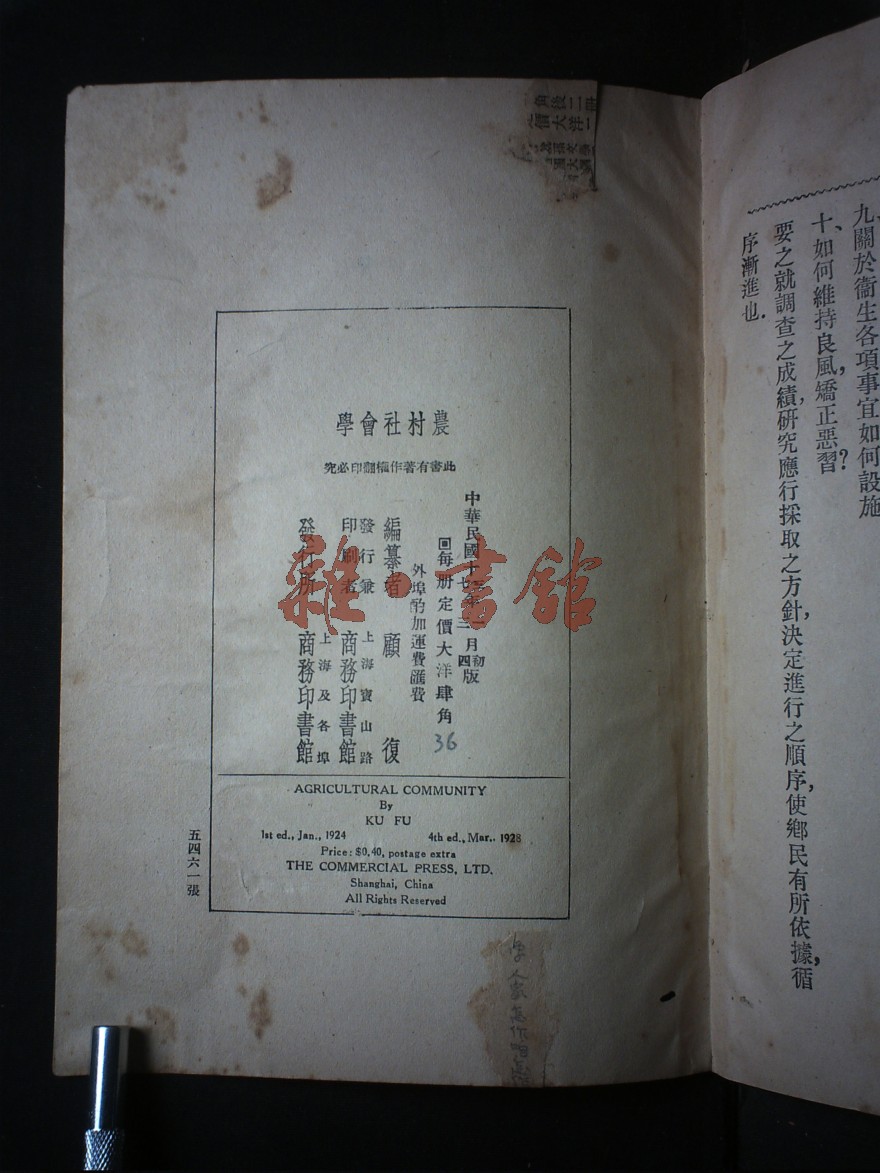 九、關於衞生各項事宜如何設施
十、如何維持良風,矯正惡習?
要之就調查之成績,研究應行採取之方針,決定進行之順序,使鄉民有所依據,循
序漸進也.
農村社會學
此書有著作權翻印必究
中華民國十
七年
三
月
初
四
版
回每册定價大洋肆角
36
外埠酌加運費匯費
編纂者 顧復
發行兼
印刷者
上海寶山路
商務印書館
發行所
上海及各埠
商務印書館
雜·書館
AGRICULTURAL COMMUNITY
By
KU FU
1st ed., Jan., 1924 4th ed., Mar., 1928
Price: $0,40, postage extra
THE COMMERCIAL PRESS, LTD.
Shanghai, China
All Rights Reserved
五四六一張